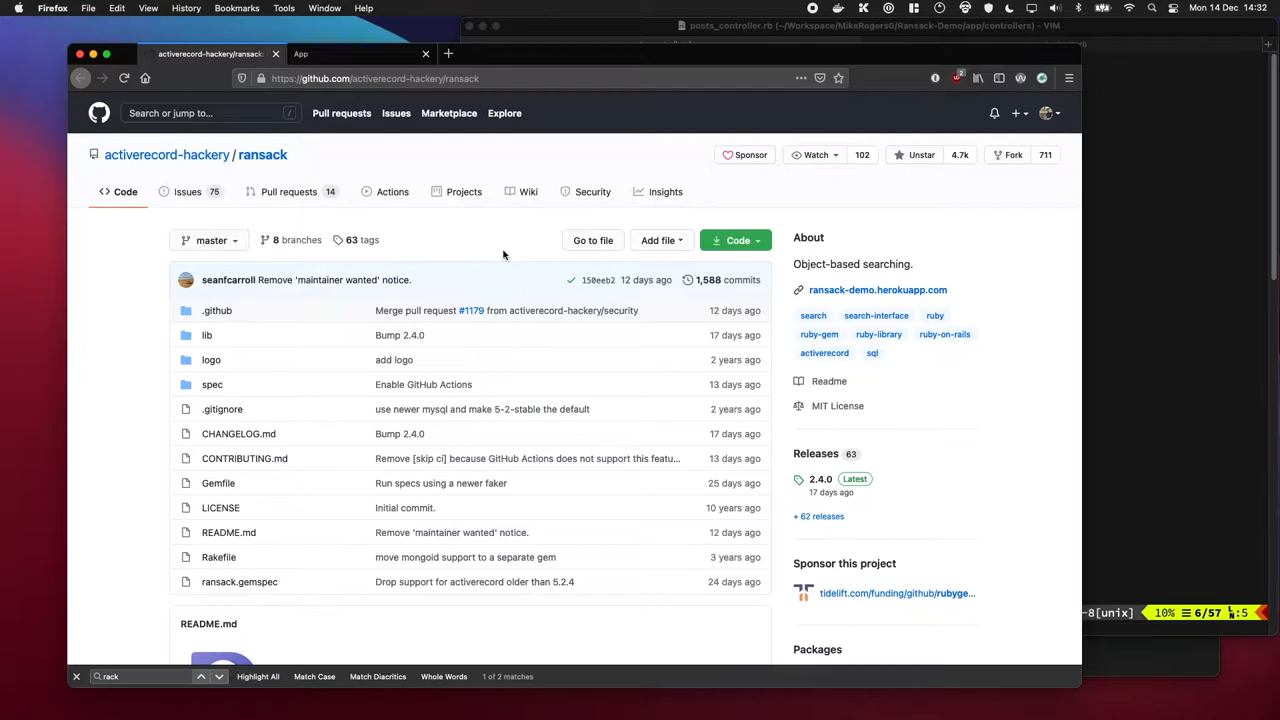 Firefox File Edit View History Bookmarks Tools Window Help Mon 14 Dec 14:32
posts_controller.rb (~/Workspace/MikeRogers0/Ransack-Demo/app/controllers) - VIM
activerecord-hackery/ransack: App
https://github.com/activerecord-hackery/ransack
Search or jump to... / Pull requests Issues Marketplace Explore
activerecord-hackery / ransack Sponsor Watch 102 Unstar 4.7k Fork 711
Code Issues 75 Pull requests 14 Actions Projects Wiki Security Insights
master 8 branches 63 tags Go to file Add file Code
seanfcarroll Remove 'maintainer wanted' notice. 150eeb2 12 days ago 1,588 commits
.github Merge pull request #1179 from activerecord-hackery/security 12 days ago
lib Bump 2.4.0 17 days ago
logo add logo 2 years ago
spec Enable GitHub Actions 13 days ago
.gitignore use newer mysql and make 5-2-stable the default 2 years ago
CHANGELOG.md Bump 2.4.0 17 days ago
CONTRIBUTING.md Remove [skip ci] because GitHub Actions does not support this featu... 13 days ago
Gemfile Run specs using a newer faker 25 days ago
LICENSE Initial commit. 10 years ago
README.md Remove 'maintainer wanted' notice. 12 days ago
Rakefile move mongoid support to a separate gem 3 years ago
ransack.gemspec Drop support for activerecord older than 5.2.4 24 days ago
README.md
About
Object-based searching.
ransack-demo.herokuapp.com
search search-interface ruby
ruby-gem ruby-library ruby-on-rails
activerecord sql
Readme
MIT License
Releases 63
2.4.0 Latest
17 days ago
+ 62 releases
Sponsor this project
tidelift.com/funding/github/rubyge...
Packages
-8[unix] 10% 6/57 :5
rack Highlight All Match Case Match Diacritics Whole Words 1 of 2 matches